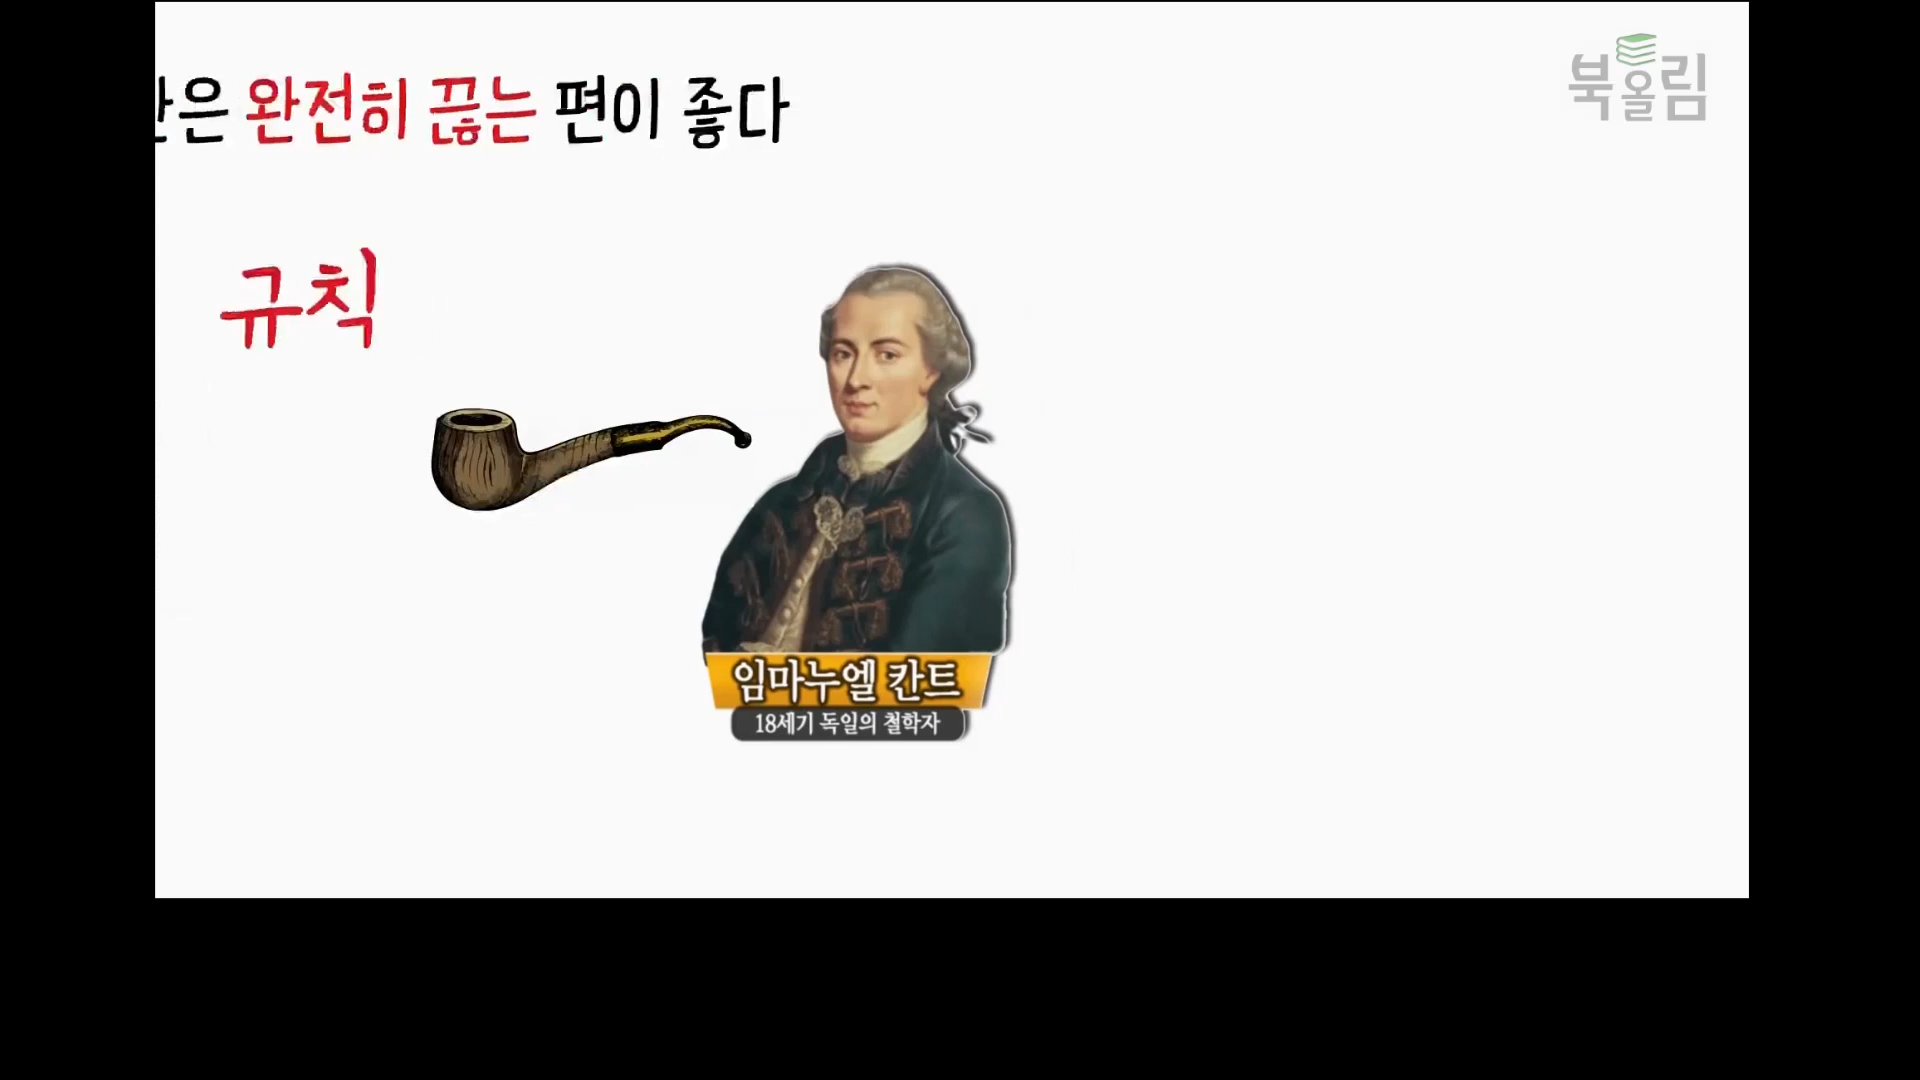 은 완전히 끊는 편이 좋다
북올림
규칙
임마누엘 칸트
18세기 독일의 철학자